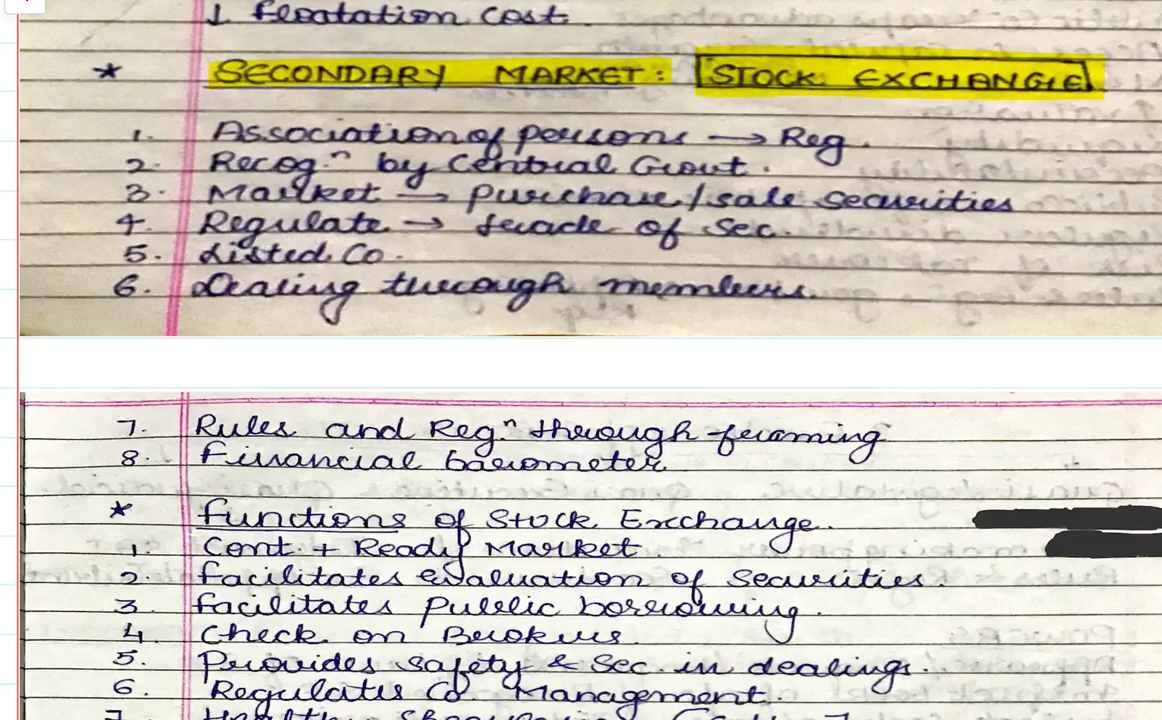 ↓ floatation cost.
* SECONDARY MARKET: STOCK EXCHANGE
1. Association of persons → Reg.
2. Recog.ⁿ by Central Govt.
3. Market → purchase/sale securities
4. Regulate → trade of Sec.
5. Listed Co.
6. Dealing through members.
7. Rules and Reg.ⁿ through framing
8. Financial barometer
* Functions of Stock Exchange.
1. Cont. + Ready Market
2. Facilitates evaluation of Securities.
3. Facilitates public borrowing.
4. Check on Brokers.
5. Provides safety & Sec. in dealings.
6. Regulates Co. Management.
7.